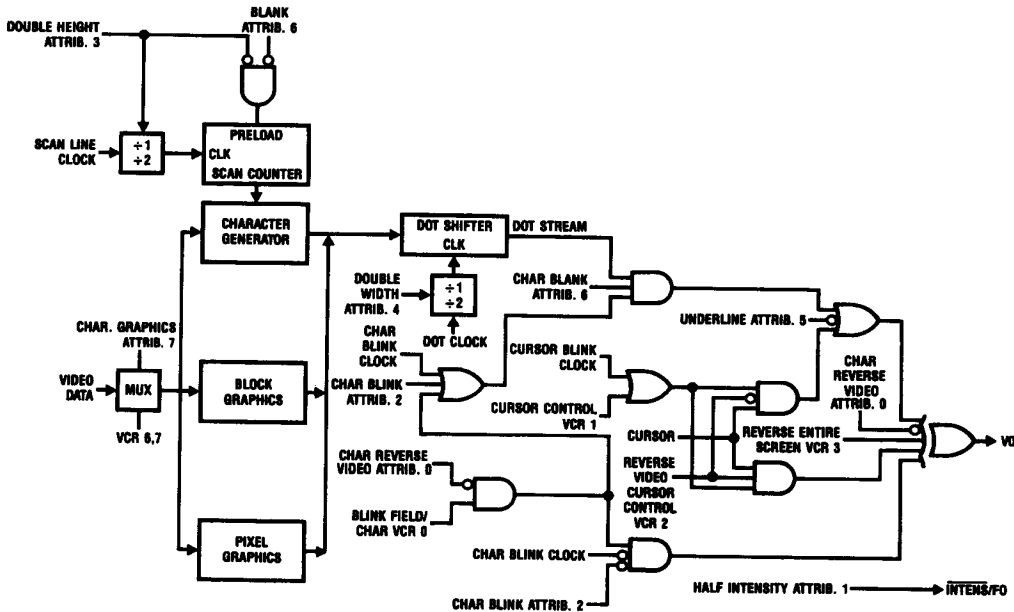 DOUBLE HEIGHT
ATTRIB. 3
BLANK
ATTRIB. 6
SCAN LINE
CLOCK
÷1
÷2
PRELOAD
CLK
SCAN COUNTER
CHARACTER
GENERATOR
DOT SHIFTER
CLK
DOT STREAM
DOUBLE
WIDTH
ATTRIB. 4
÷1
÷2
DOT CLOCK
CHAR BLANK
ATTRIB. 6
UNDERLINE ATTRIB. 5
CHAR. GRAPHICS
ATTRIB. 7
VIDEO
DATA
MUX
VCR 6,7
BLOCK
GRAPHICS
CHAR
BLINK
CLOCK
CHAR BLINK
ATTRIB. 2
CURSOR BLINK
CLOCK
CURSOR CONTROL
VCR 1
CHAR
REVERSE
VIDEO
ATTRIB. 0
CURSOR
REVERSE ENTIRE
SCREEN VCR 3
VO
REVERSE
VIDEO
CURSOR
CONTROL
VCR 2
CHAR REVERSE
VIDEO ATTRIB. 0
BLINK FIELD/
CHAR VCR 0
PIXEL
GRAPHICS
CHAR BLINK CLOCK
CHAR BLINK ATTRIB. 2
HALF INTENSITY ATTRIB. 1
INTENS/FO